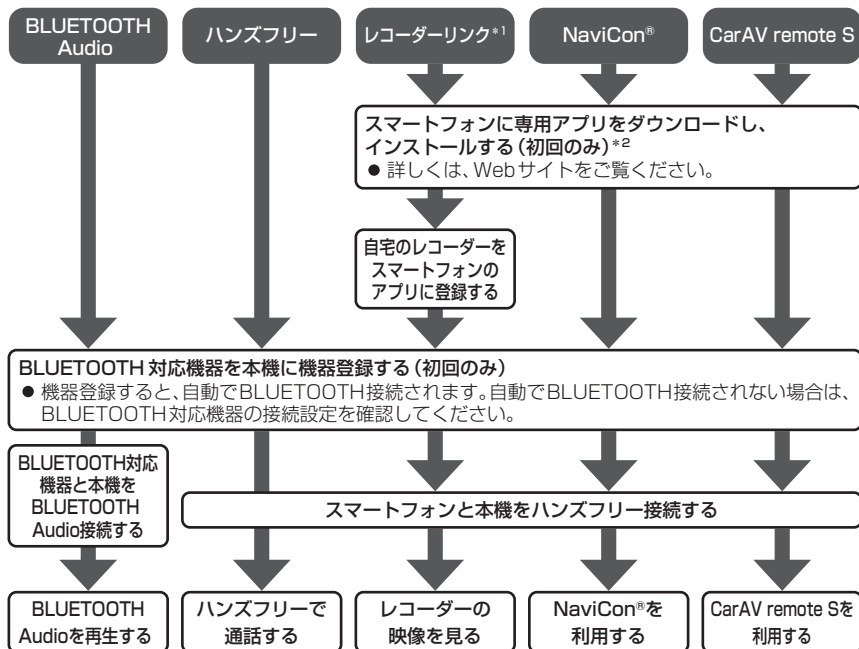 BLUETOOTH
Audio
ハンズフリー
レコーダーリンク*1
NaviCon®
CarAV remote S
スマートフォンに専用アプリをダウンロードし、
インストールする(初回のみ)*2
● 詳しくは、Webサイトをご覧ください。
自宅のレコーダーを
スマートフォンの
アプリに登録する
BLUETOOTH 対応機器を本機に機器登録する(初回のみ)
● 機器登録すると、自動でBLUETOOTH接続されます。自動でBLUETOOTH接続されない場合は、
BLUETOOTH対応機器の接続設定を確認してください。
BLUETOOTH対応
機器と本機を
BLUETOOTH
Audio接続する
スマートフォンと本機をハンズフリー接続する
BLUETOOTH
Audioを再生する
ハンズフリーで
通話する
レコーダーの
映像を見る
NaviCon®を
利用する
CarAV remote Sを
利用する